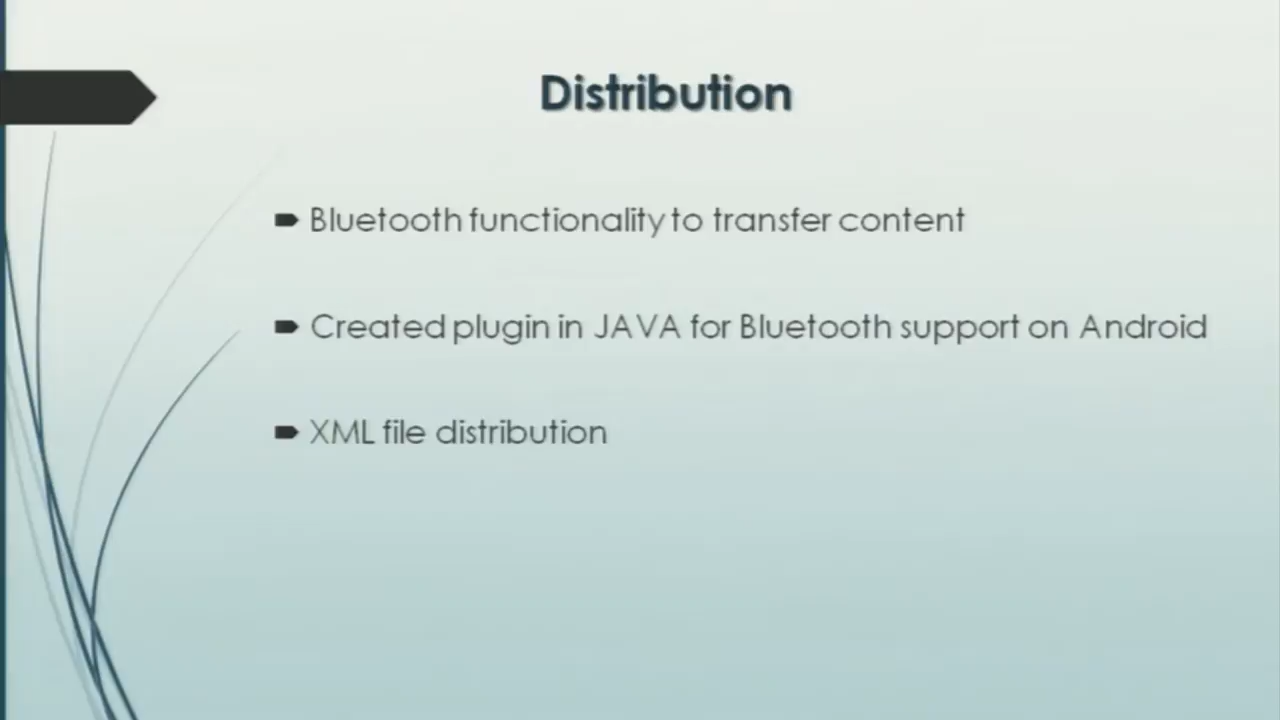 Distribution
Bluetooth functionality to transfer content
Created plugin in JAVA for Bluetooth support on Android
XML file distribution